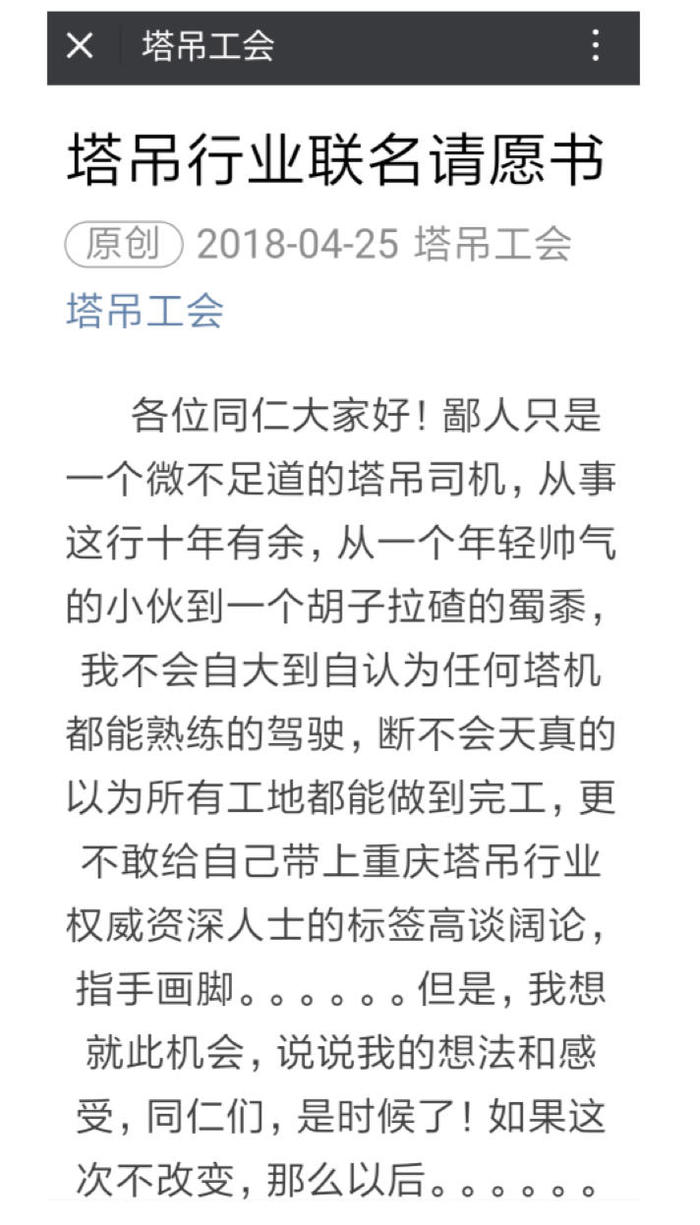 塔吊工会
塔吊行业联名请愿书
原创 2018-04-25 塔吊工会
塔吊工会
各位同仁大家好！鄙人只是
一个微不足道的塔吊司机，从事
这行十年有余，从一个年轻帅气
的小伙到一个胡子拉碴的蜀黍，
我不会自大到自认为任何塔机
都能熟练的驾驶，断不会天真的
以为所有工地都能做到完工，更
不敢给自己带上重庆塔吊行业
权威资深人士的标签高谈阔论，
指手画脚。。。。。。但是，我想
就此机会，说说我的想法和感
受，同仁们，是时候了！如果这
次不改变，那么以后。。。。。。